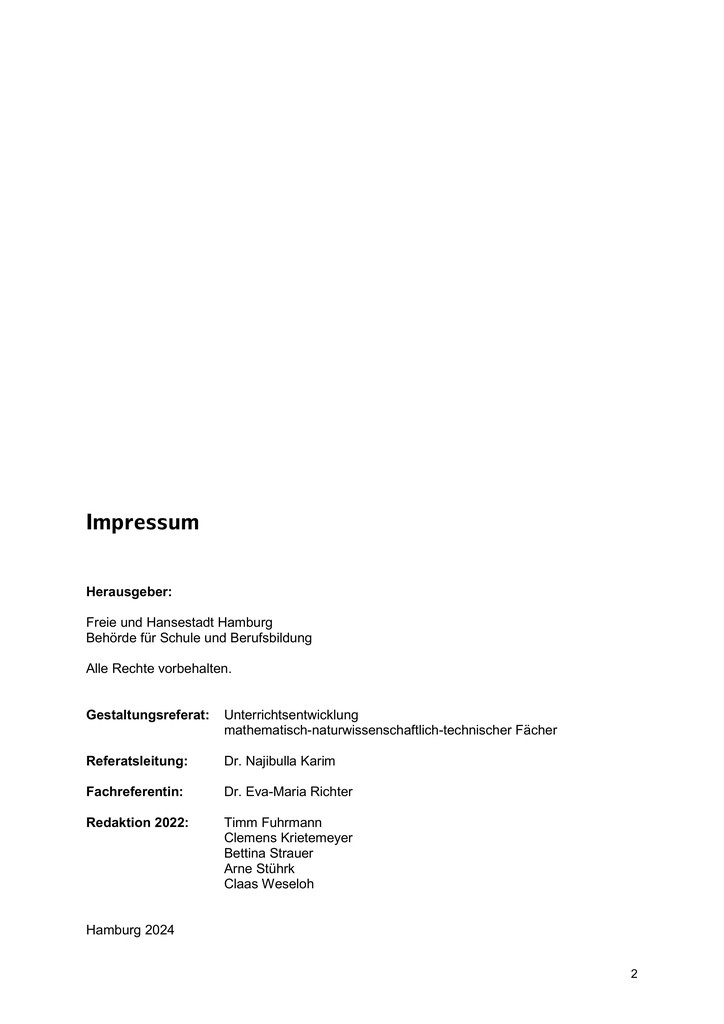 Impressum
Herausgeber:
Freie und Hansestadt Hamburg
Behörde für Schule und Berufsbildung
Alle Rechte vorbehalten.
Gestaltungsreferat: Unterrichtsentwicklung
mathematisch-naturwissenschaftlich-technischer Fächer
Referatsleitung: Dr. Najibulla Karim
Fachreferentin: Dr. Eva-Maria Richter
Redaktion 2022: Timm Fuhrmann
Clemens Krietemeyer
Bettina Strauer
Arne Stührk
Claas Weseloh
Hamburg 2024
2